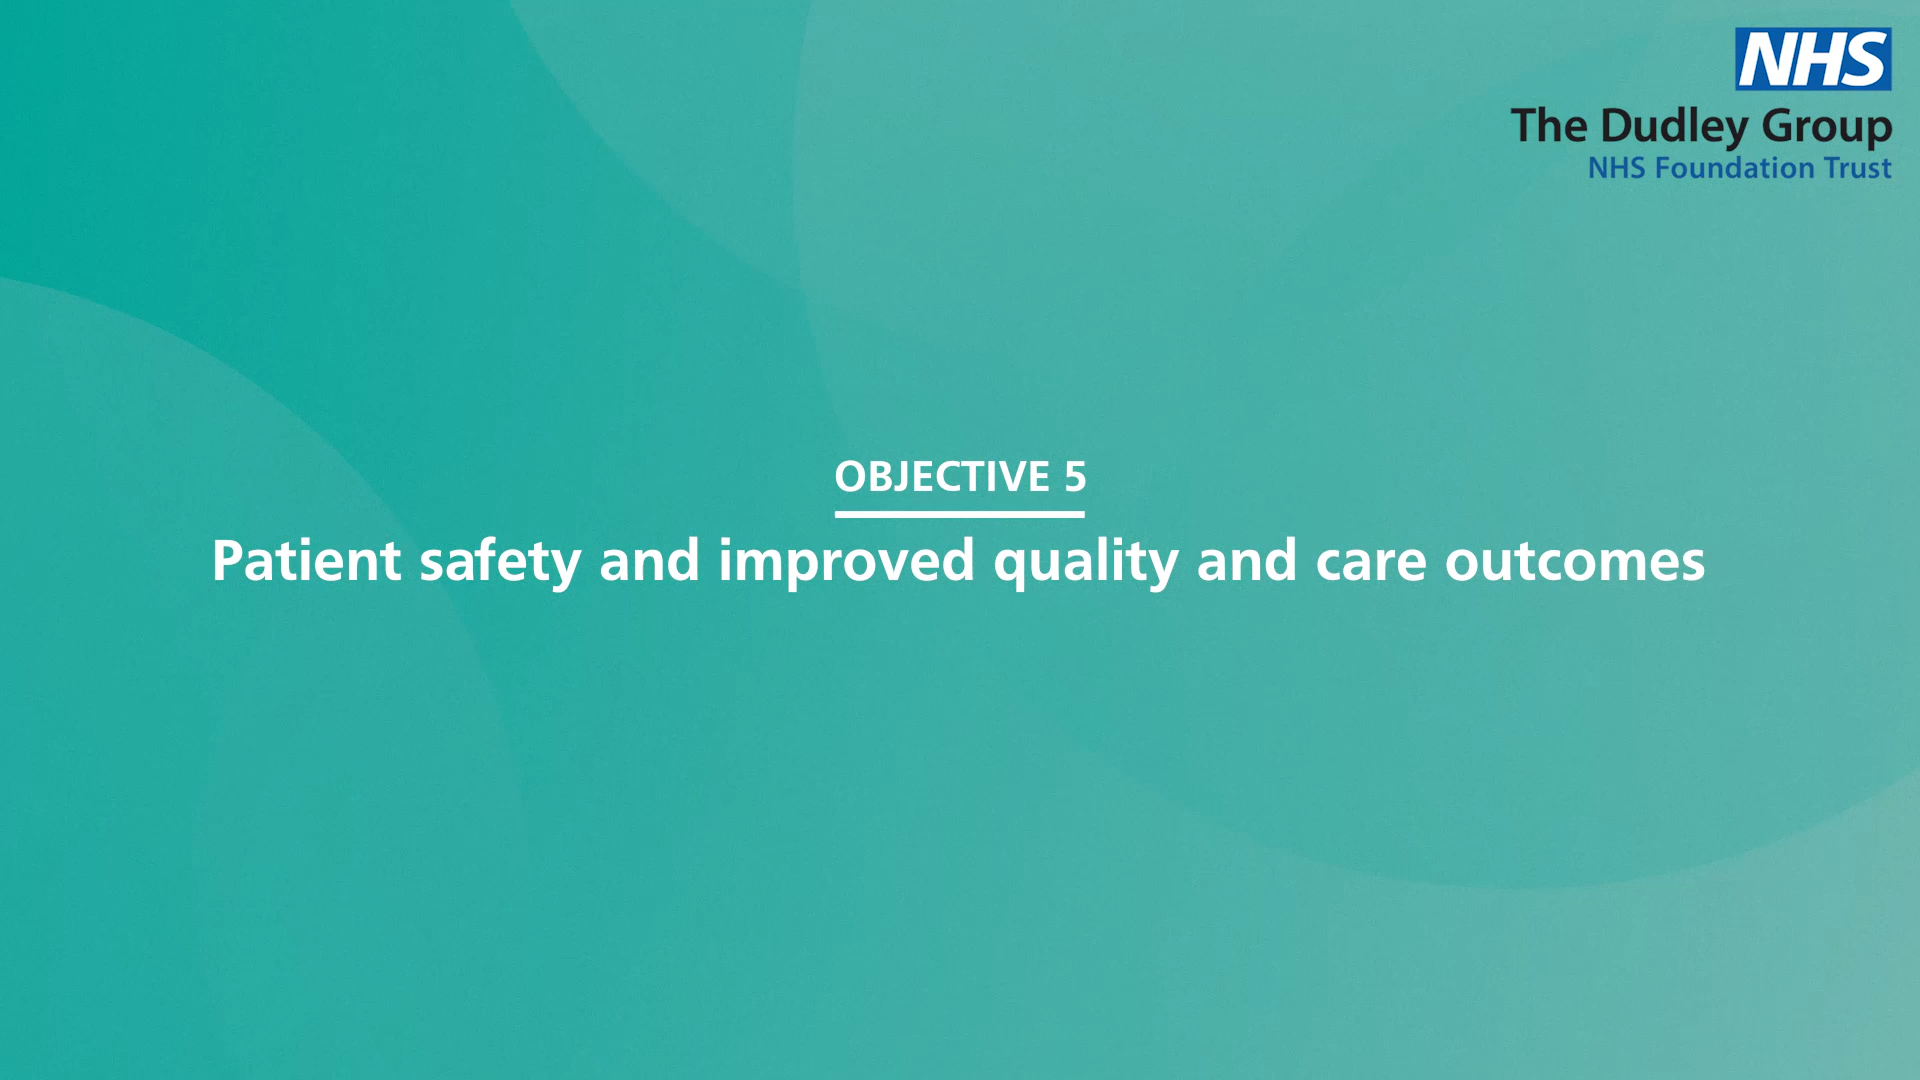 NHS
The Dudley Group
NHS Foundation Trust
OBJECTIVE 5
Patient safety and improved quality and care outcomes